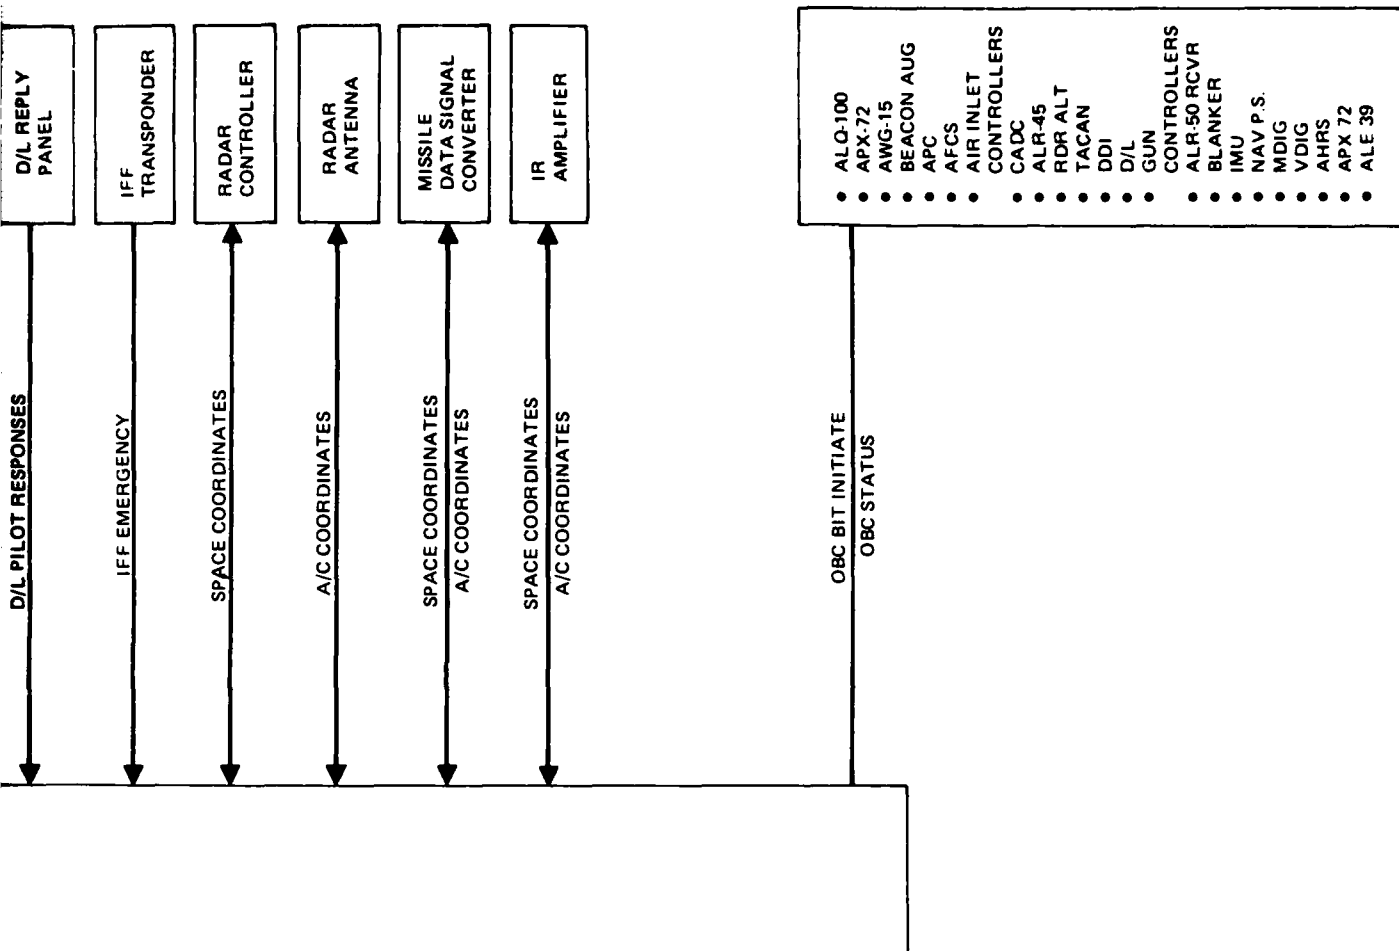 D/L REPLY
PANEL
IFF
TRANSPONDER
RADAR
CONTROLLER
RADAR
ANTENNA
MISSILE
DATA SIGNAL
CONVERTER
IR
AMPLIFIER
D/L PILOT RESPONSES
IFF EMERGENCY
SPACE COORDINATES
A/C COORDINATES
SPACE COORDINATES
A/C COORDINATES
SPACE COORDINATES
A/C COORDINATES
OBC BIT INITIATE
OBC STATUS
• ALQ-100
• APX-72
• AWG-15
• BEACON AUG
• APC
• AFCS
• AIR INLET
CONTROLLERS
• CADC
• ALR-45
• RDR ALT
• TACAN
• DDI
• D/L
• GUN
CONTROLLERS
• ALR-50 RCVR
• BLANKER
• IMU
• NAV P.S.
• MDIG
• VDIG
• AHRS
• APX 72
• ALE 39